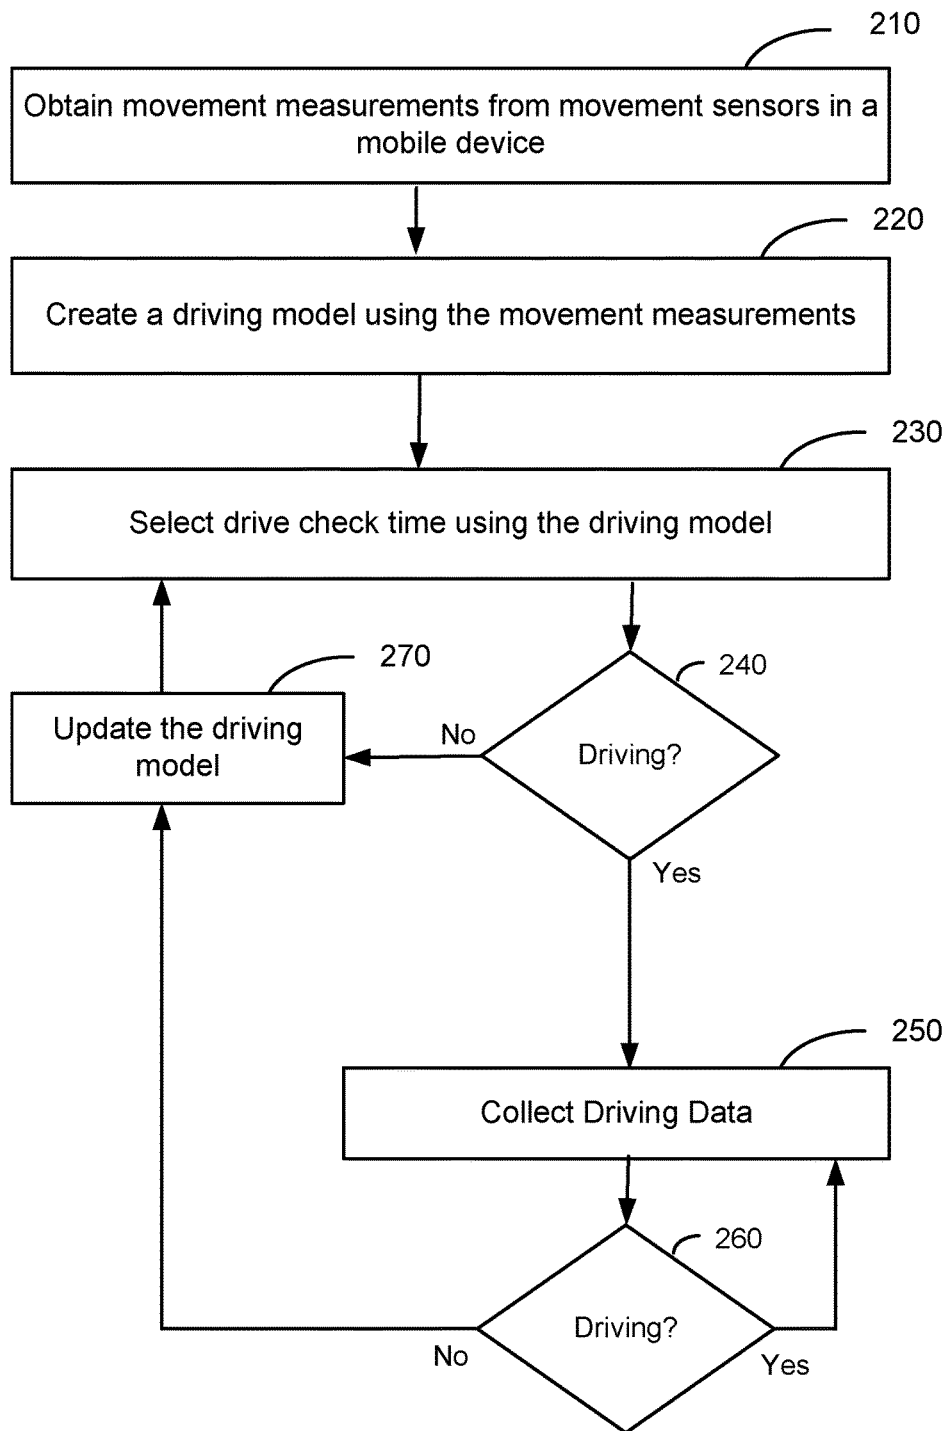 210
Obtain movement measurements from movement sensors in a
mobile device
220
Create a driving model using the movement measurements
230
Select drive check time using the driving model
270
240
Update the driving
model
No
Driving?
Yes
250
Collect Driving Data
260
Driving?
No
Yes